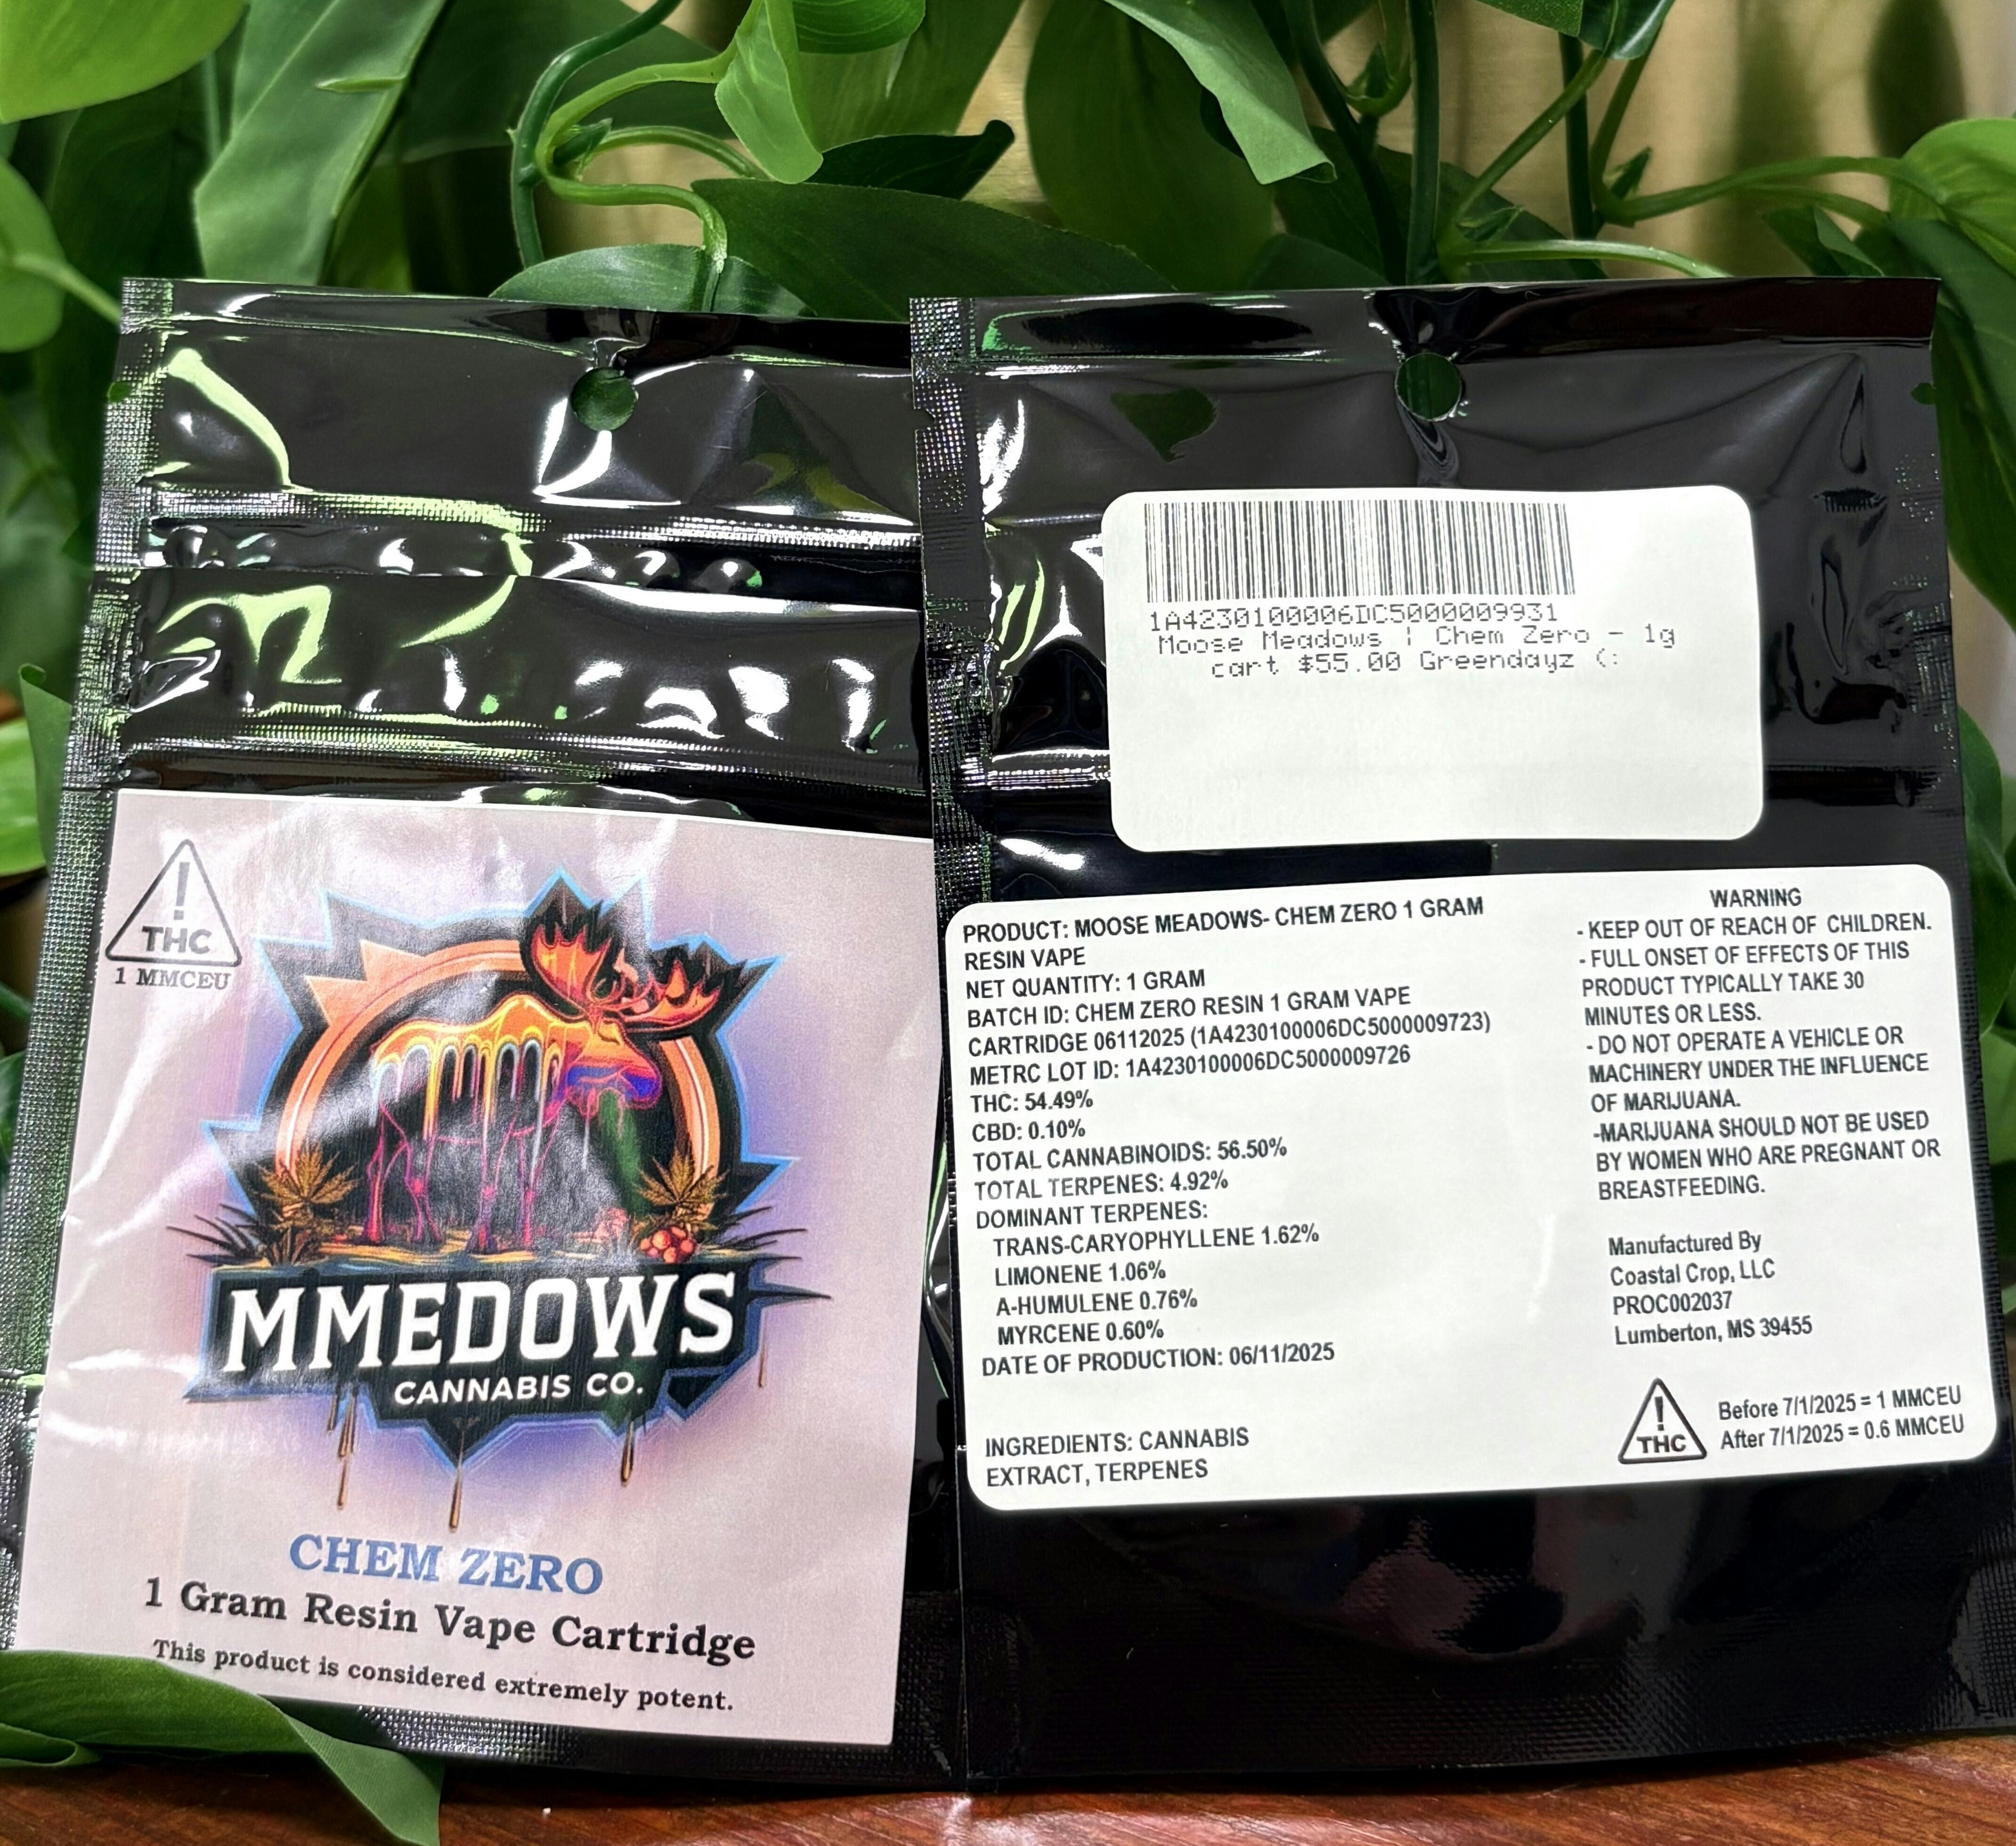 THC
1 MMCEU
MMEDOWS
CANNABIS CO.
CHEM ZERO
1 Gram Resin Vape Cartridge
This product is considered extremely potent.
1A4230100006DC5000009931
Moose Meadows | Chem Zero - 1g
cart $55.00 Greendayz (:
PRODUCT: MOOSE MEADOWS- CHEM ZERO 1 GRAM
RESIN VAPE
NET QUANTITY: 1 GRAM
BATCH ID: CHEM ZERO RESIN 1 GRAM VAPE
CARTRIDGE 06112025 (1A4230100006DC5000009723)
METRC LOT ID: 1A4230100006DC5000009726
THC: 54.49%
CBD: 0.10%
TOTAL CANNABINOIDS: 56.50%
TOTAL TERPENES: 4.92%
DOMINANT TERPENES:
TRANS-CARYOPHYLLENE 1.62%
LIMONENE 1.06%
A-HUMULENE 0.76%
MYRCENE 0.60%
DATE OF PRODUCTION: 06/11/2025
INGREDIENTS: CANNABIS
EXTRACT, TERPENES
WARNING
- KEEP OUT OF REACH OF CHILDREN.
- FULL ONSET OF EFFECTS OF THIS
PRODUCT TYPICALLY TAKE 30
MINUTES OR LESS.
- DO NOT OPERATE A VEHICLE OR
MACHINERY UNDER THE INFLUENCE
OF MARIJUANA.
-MARIJUANA SHOULD NOT BE USED
BY WOMEN WHO ARE PREGNANT OR
BREASTFEEDING.
Manufactured By
Coastal Crop, LLC
PROC002037
Lumberton, MS 39455
THC
Before 7/1/2025 = 1 MMCEU
After 7/1/2025 = 0.6 MMCEU